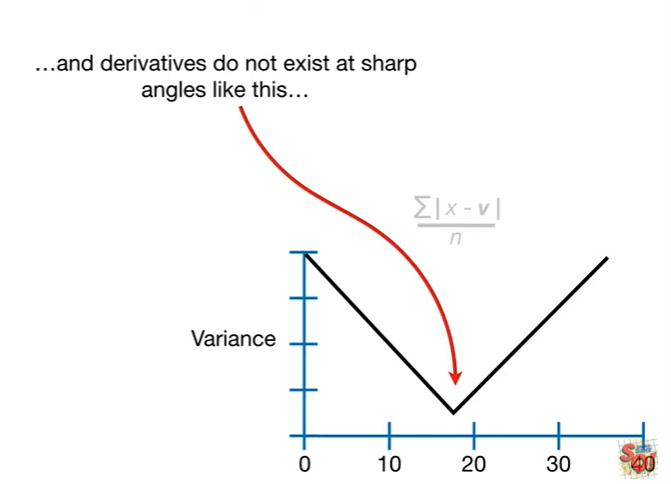 …and derivatives do not exist at sharp
angles like this…
∑|x - v|
n
Variance
0
10
20
30
40